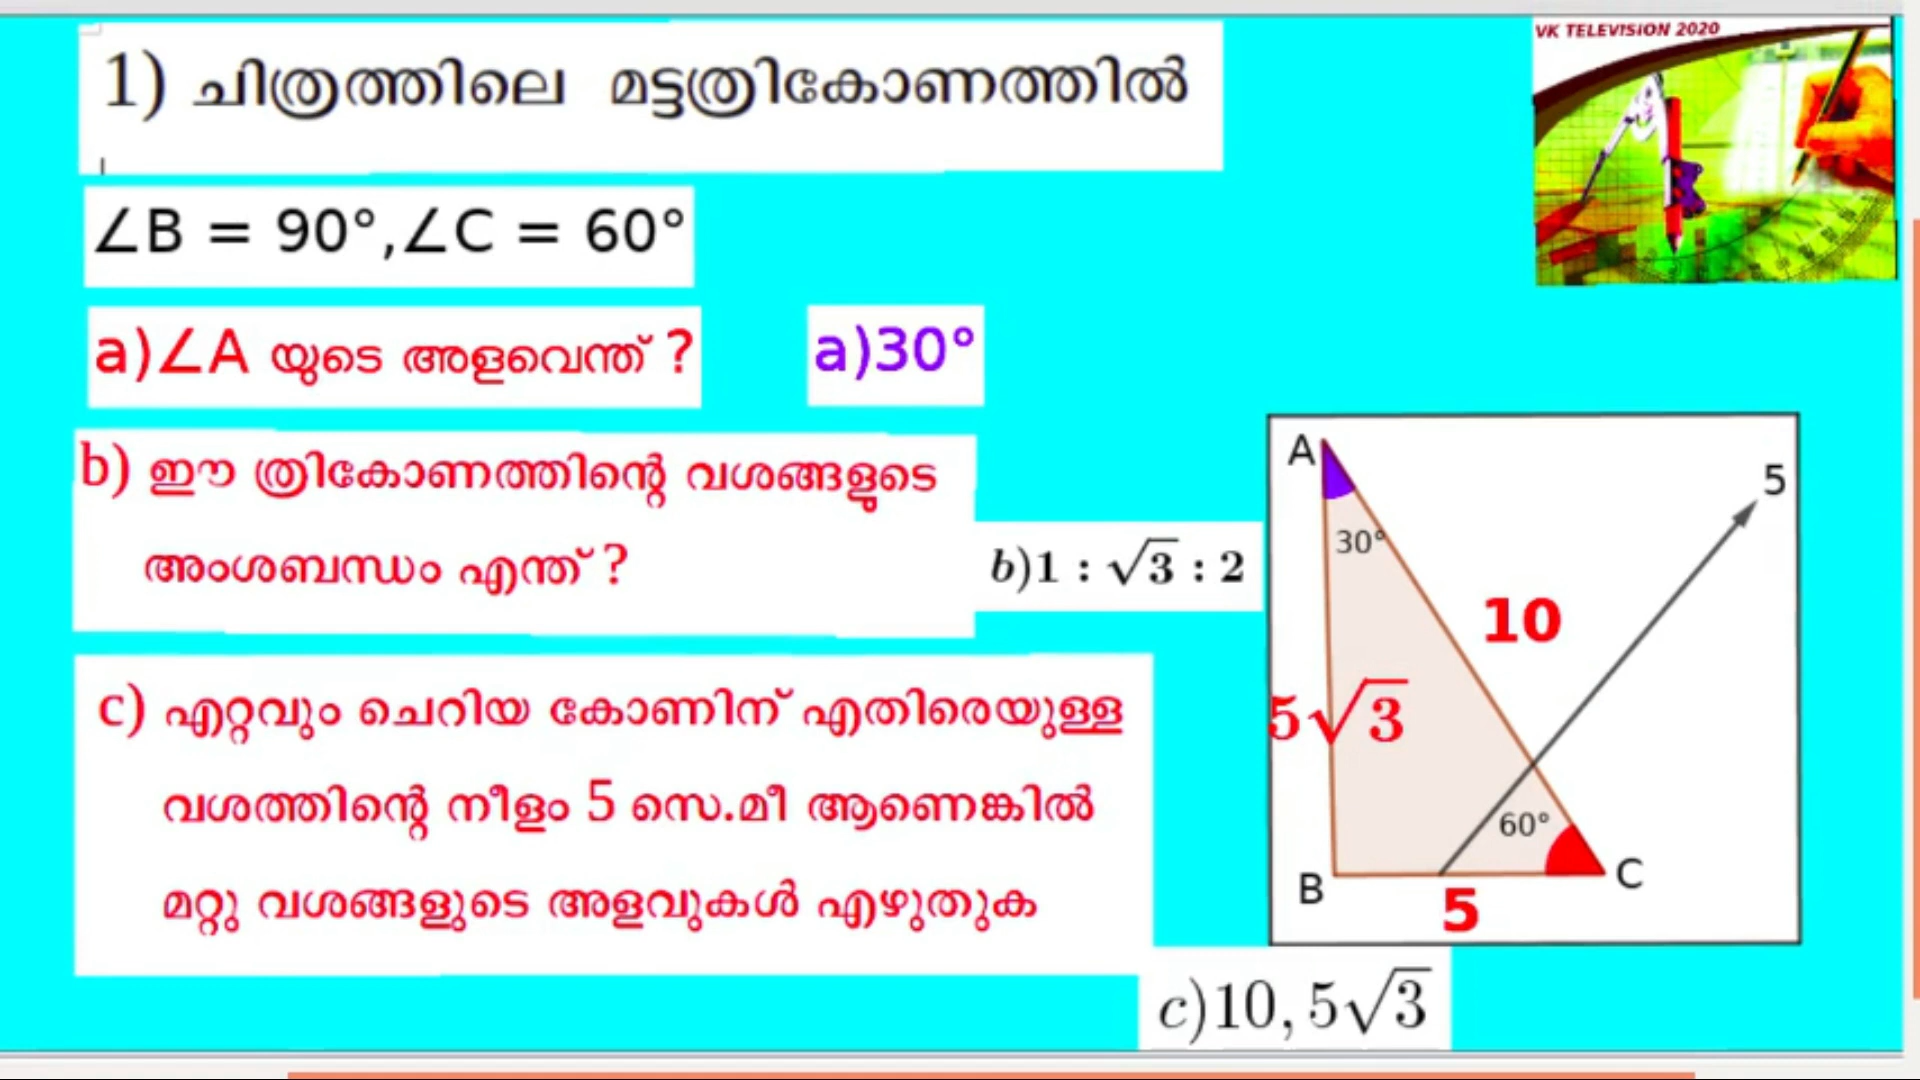 VK TELEVISION 2020
1) ചിത്രത്തിലെ മട്ടത്രികോണത്തിൽ
∠B = 90°,∠C = 60°
a)∠A യുടെ അളവെന്ത് ?
a)30°
b) ഈ ത്രികോണത്തിന്റെ വശങ്ങളുടെ
അംശബന്ധം എന്ത് ?
b)1 : √3 : 2
c) എറ്റവും ചെറിയ കോണിന് എതിരെയുള്ള
വശത്തിന്റെ നീളം 5 സെ.മീ ആണെങ്കിൽ
മറ്റു വശങ്ങളുടെ അളവുകൾ എഴുതുക
A
5
30°
10
5√3
60°
B
C
5
c)10, 5√3